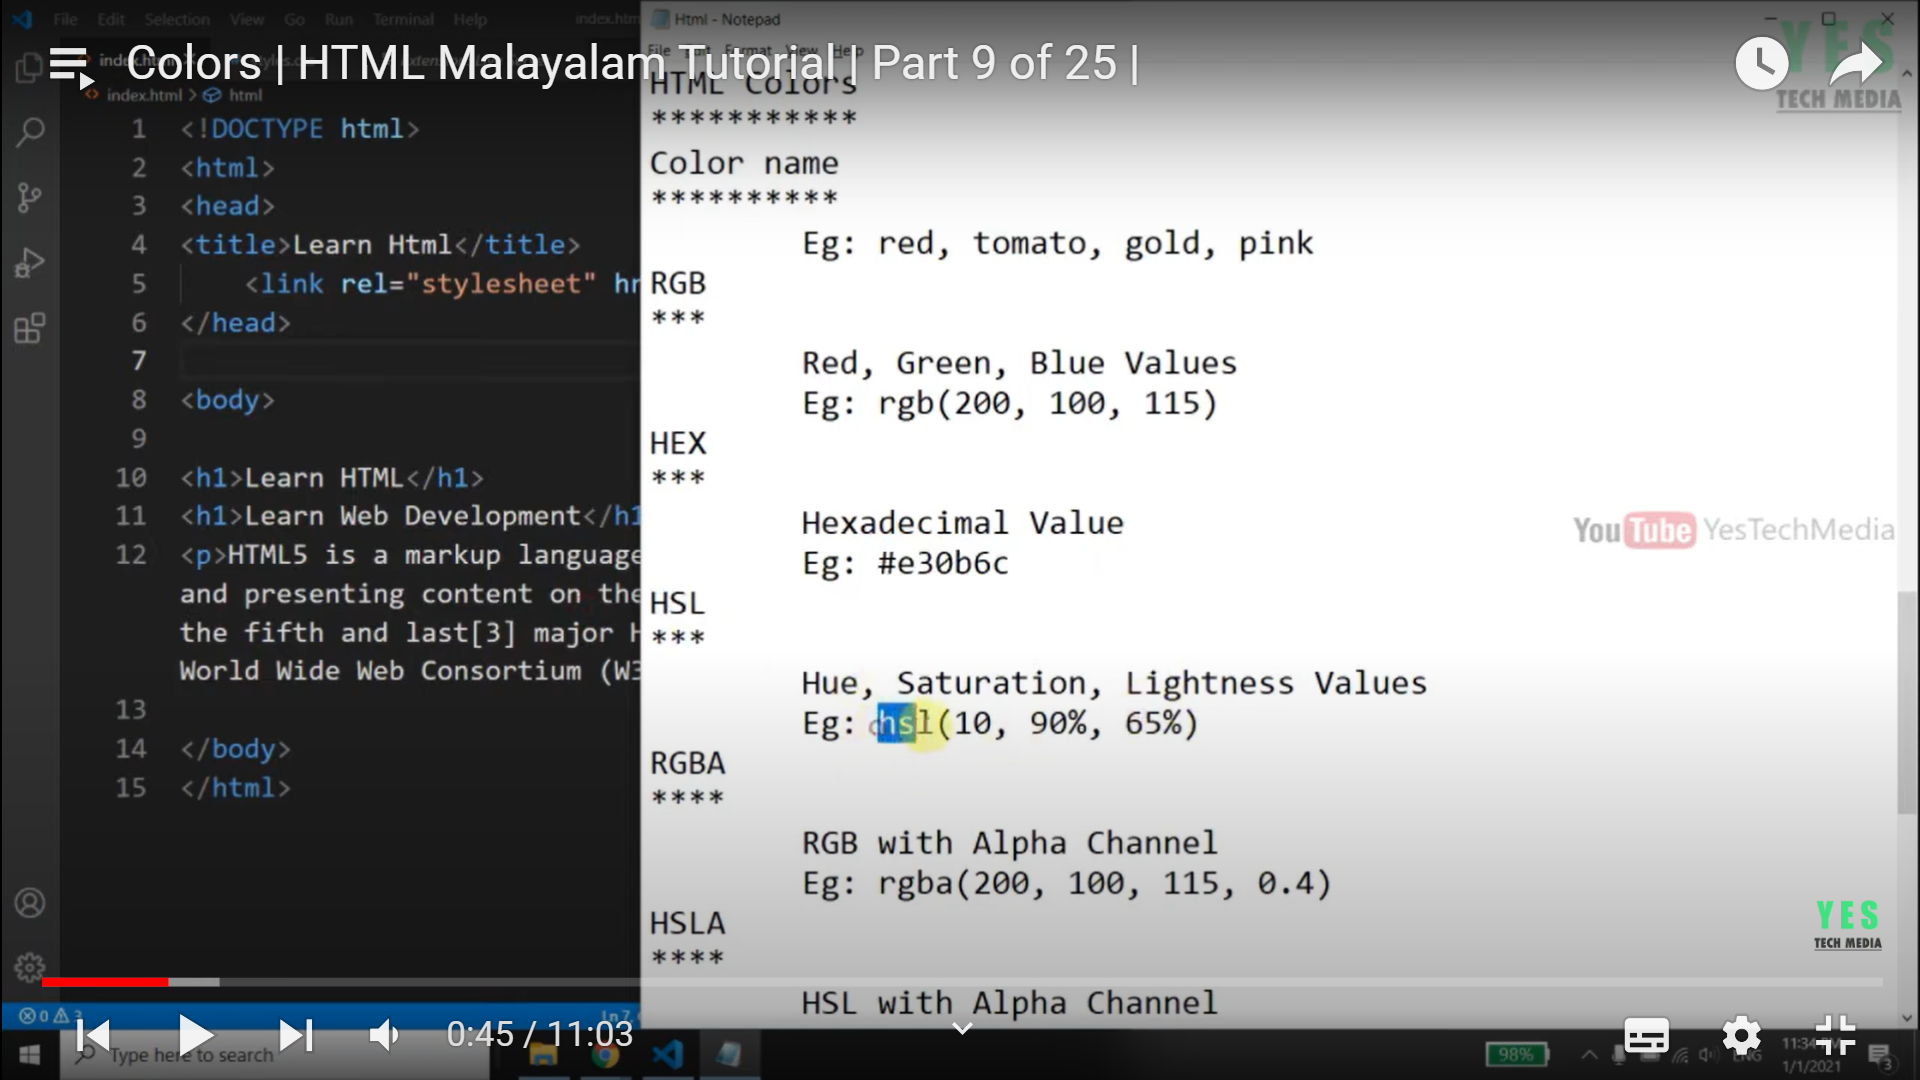 File Edit Selection View Go Run Terminal Help
Html - Notepad
Colors | HTML Malayalam Tutorial | Part 9 of 25 |
YES
TECH MEDIA
index.html > html
1 <!DOCTYPE html>
2 <html>
3 <head>
4 <title>Learn Html</title>
5 <link rel="stylesheet" hr
6 </head>
7
8 <body>
9
10 <h1>Learn HTML</h1>
11 <h1>Learn Web Development</h1
12 <p>HTML5 is a markup language
and presenting content on the
the fifth and last[3] major H
World Wide Web Consortium (W3
13
14 </body>
15 </html>
HTML Colors
***********
Color name
**********
Eg: red, tomato, gold, pink
RGB
***
Red, Green, Blue Values
Eg: rgb(200, 100, 115)
HEX
***
Hexadecimal Value
Eg: #e30b6c
HSL
***
Hue, Saturation, Lightness Values
Eg: hsl(10, 90%, 65%)
RGBA
****
RGB with Alpha Channel
Eg: rgba(200, 100, 115, 0.4)
HSLA
****
HSL with Alpha Channel
YouTube YesTechMedia
YES
TECH MEDIA
0:45 / 11:03
Type here to search
98%
ENG
1/1/2021